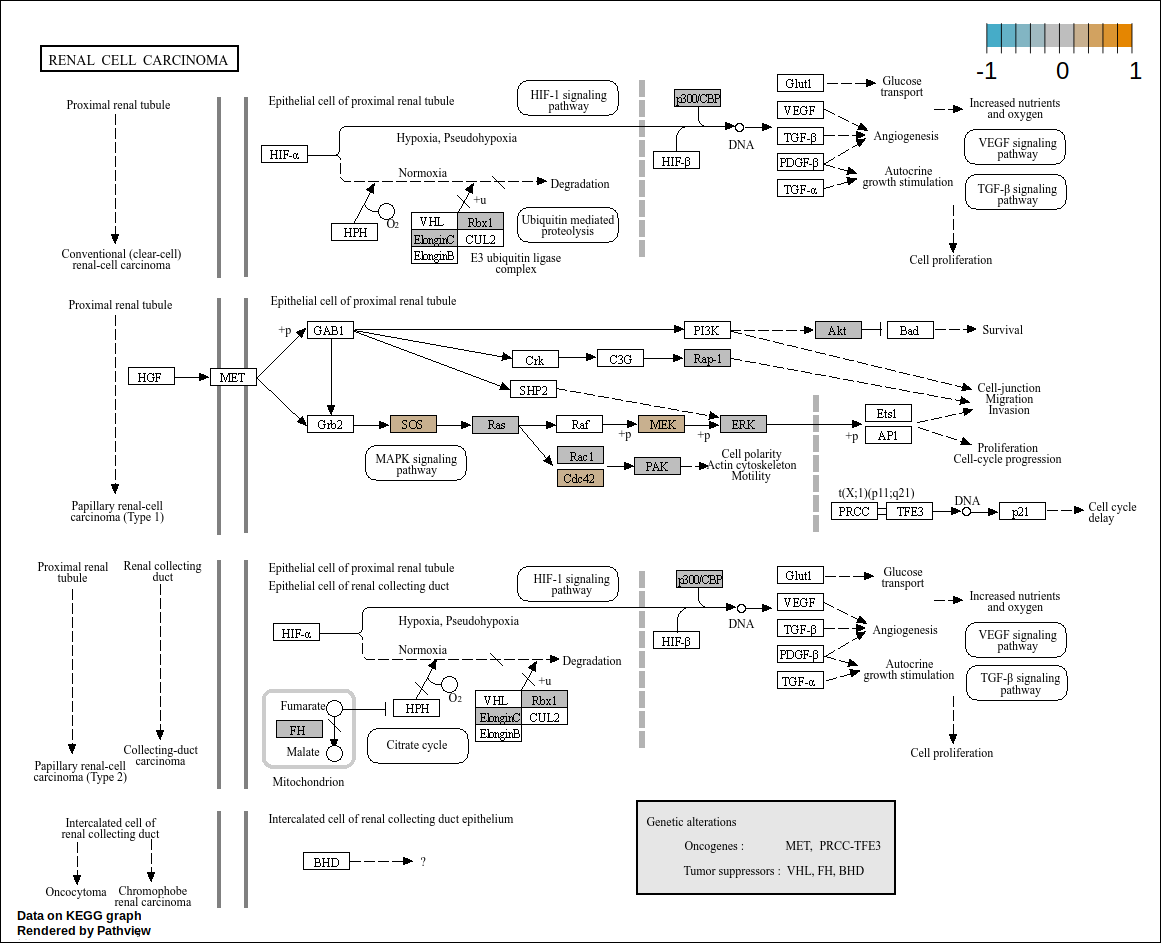 RENAL CELL CARCINOMA
-1 0 1
Proximal renal tubule
Conventional (clear-cell)
renal-cell carcinoma
Epithelial cell of proximal renal tubule
HIF-1 signaling
pathway
HIF-α
Hypoxia, Pseudohypoxia
Normoxia
Degradation
HPH
O2
+u
VHL
Rbx1
ElonginC
CUL2
ElonginB
E3 ubiquitin ligase
complex
Ubiquitin mediated
proteolysis
p300/CBP
HIF-β
DNA
Glut1
VEGF
TGF-β
PDGF-β
TGF-α
Glucose
transport
Angiogenesis
Autocrine
growth stimulation
Increased nutrients
and oxygen
VEGF signaling
pathway
TGF-β signaling
pathway
Cell proliferation
Proximal renal tubule
Papillary renal-cell
carcinoma (Type 1)
Epithelial cell of proximal renal tubule
HGF
MET
+p
GAB1
PI3K
Akt
Bad
Survival
Crk
C3G
Rap-1
SHP2
Cell-junction
Migration
Invasion
Grb2
SOS
Ras
Raf
+p
MEK
+p
ERK
+p
Ets1
AP1
Proliferation
Cell-cycle progression
MAPK signaling
pathway
Rac1
Cdc42
PAK
Cell polarity
Actin cytoskeleton
Motility
t(X;1)(p11;q21)
PRCC
TFE3
DNA
p21
Cell cycle
delay
Proximal renal
tubule
Renal collecting
duct
Papillary renal-cell
carcinoma (Type 2)
Collecting-duct
carcinoma
Epithelial cell of proximal renal tubule
Epithelial cell of renal collecting duct
HIF-1 signaling
pathway
HIF-α
Hypoxia, Pseudohypoxia
Normoxia
Degradation
HPH
O2
+u
VHL
Rbx1
ElonginC
CUL2
ElonginB
Fumarate
FH
Malate
Mitochondrion
Citrate cycle
p300/CBP
HIF-β
DNA
Glut1
VEGF
TGF-β
PDGF-β
TGF-α
Glucose
transport
Angiogenesis
Autocrine
growth stimulation
Increased nutrients
and oxygen
VEGF signaling
pathway
TGF-β signaling
pathway
Cell proliferation
Intercalated cell of
renal collecting duct
Oncocytoma
Chromophobe
renal carcinoma
Intercalated cell of renal collecting duct epithelium
BHD
?
Genetic alterations
Oncogenes : MET, PRCC-TFE3
Tumor suppressors : VHL, FH, BHD
Data on KEGG graph
Rendered by Pathview